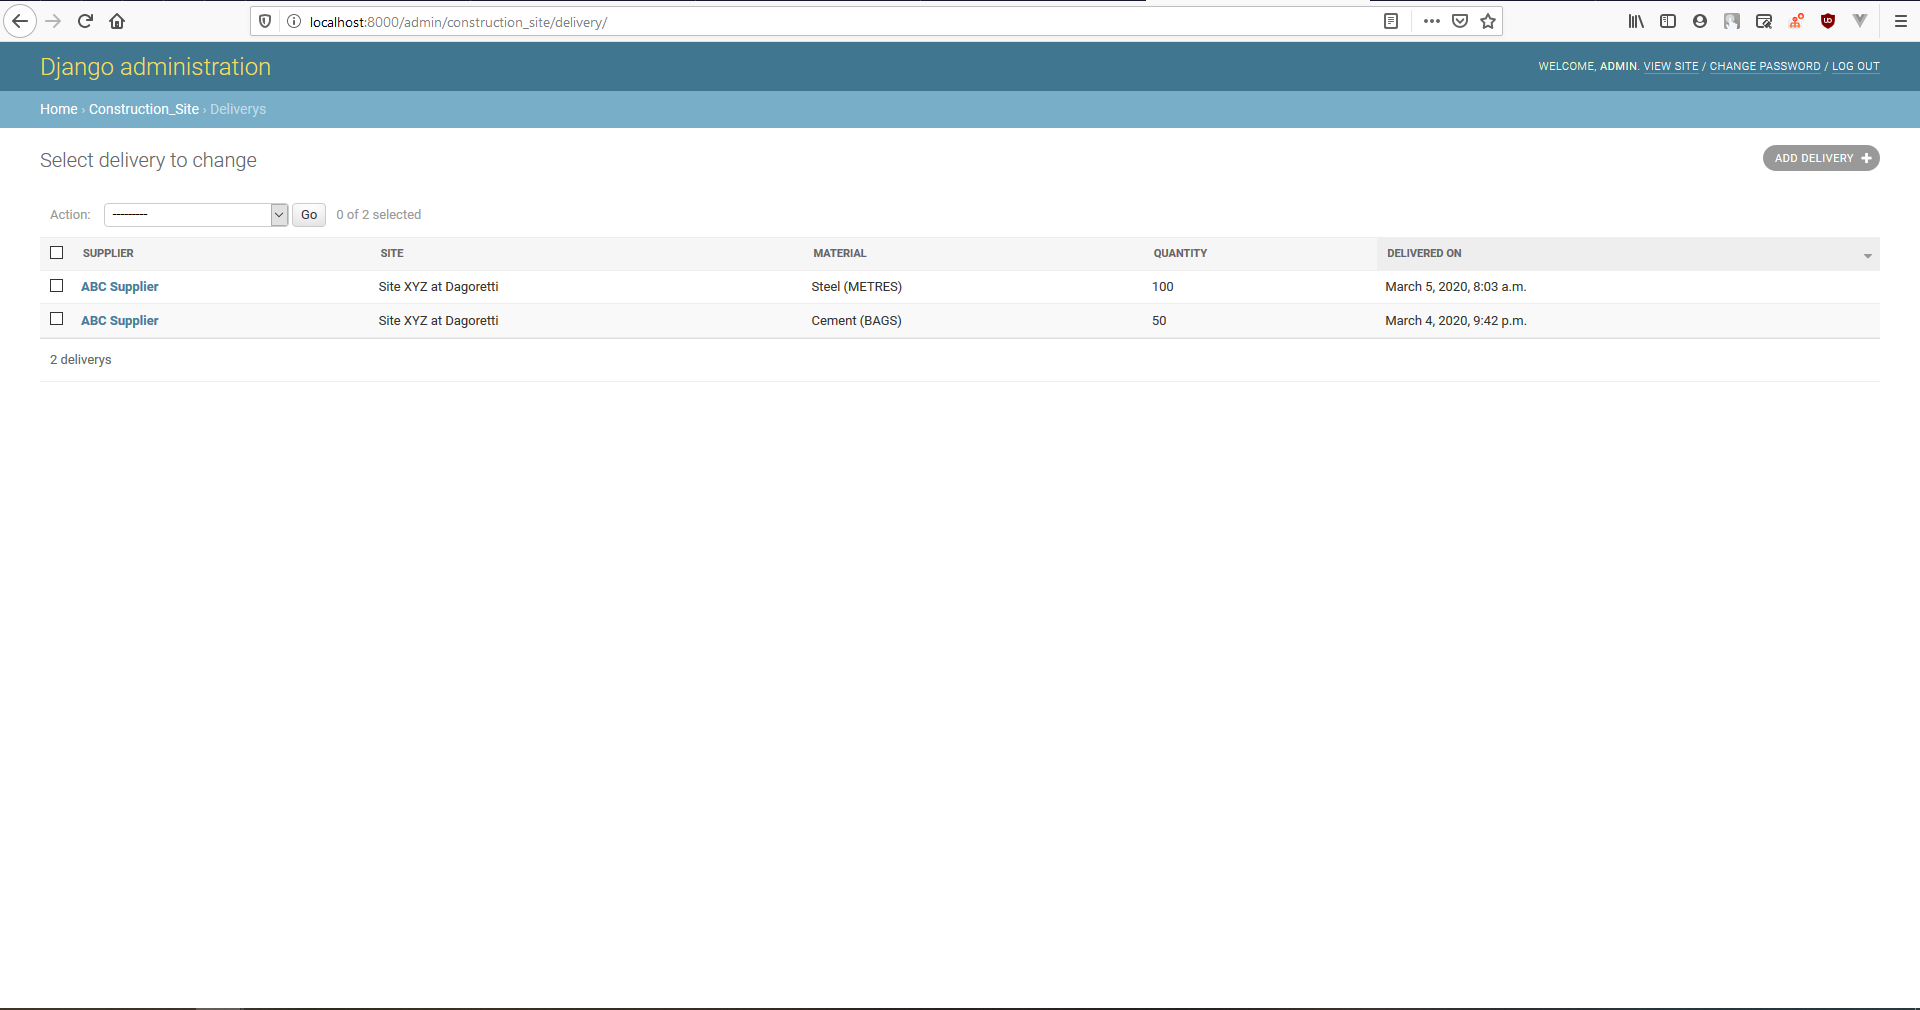 localhost:8000/admin/construction_site/delivery/
Django administration
WELCOME, ADMIN. VIEW SITE / CHANGE PASSWORD / LOG OUT
Home › Construction_Site › Deliverys
Select delivery to change
ADD DELIVERY +
Action: --------- Go 0 of 2 selected
SUPPLIER SITE MATERIAL QUANTITY DELIVERED ON
ABC Supplier Site XYZ at Dagoretti Steel (METRES) 100 March 5, 2020, 8:03 a.m.
ABC Supplier Site XYZ at Dagoretti Cement (BAGS) 50 March 4, 2020, 9:42 p.m.
2 deliverys